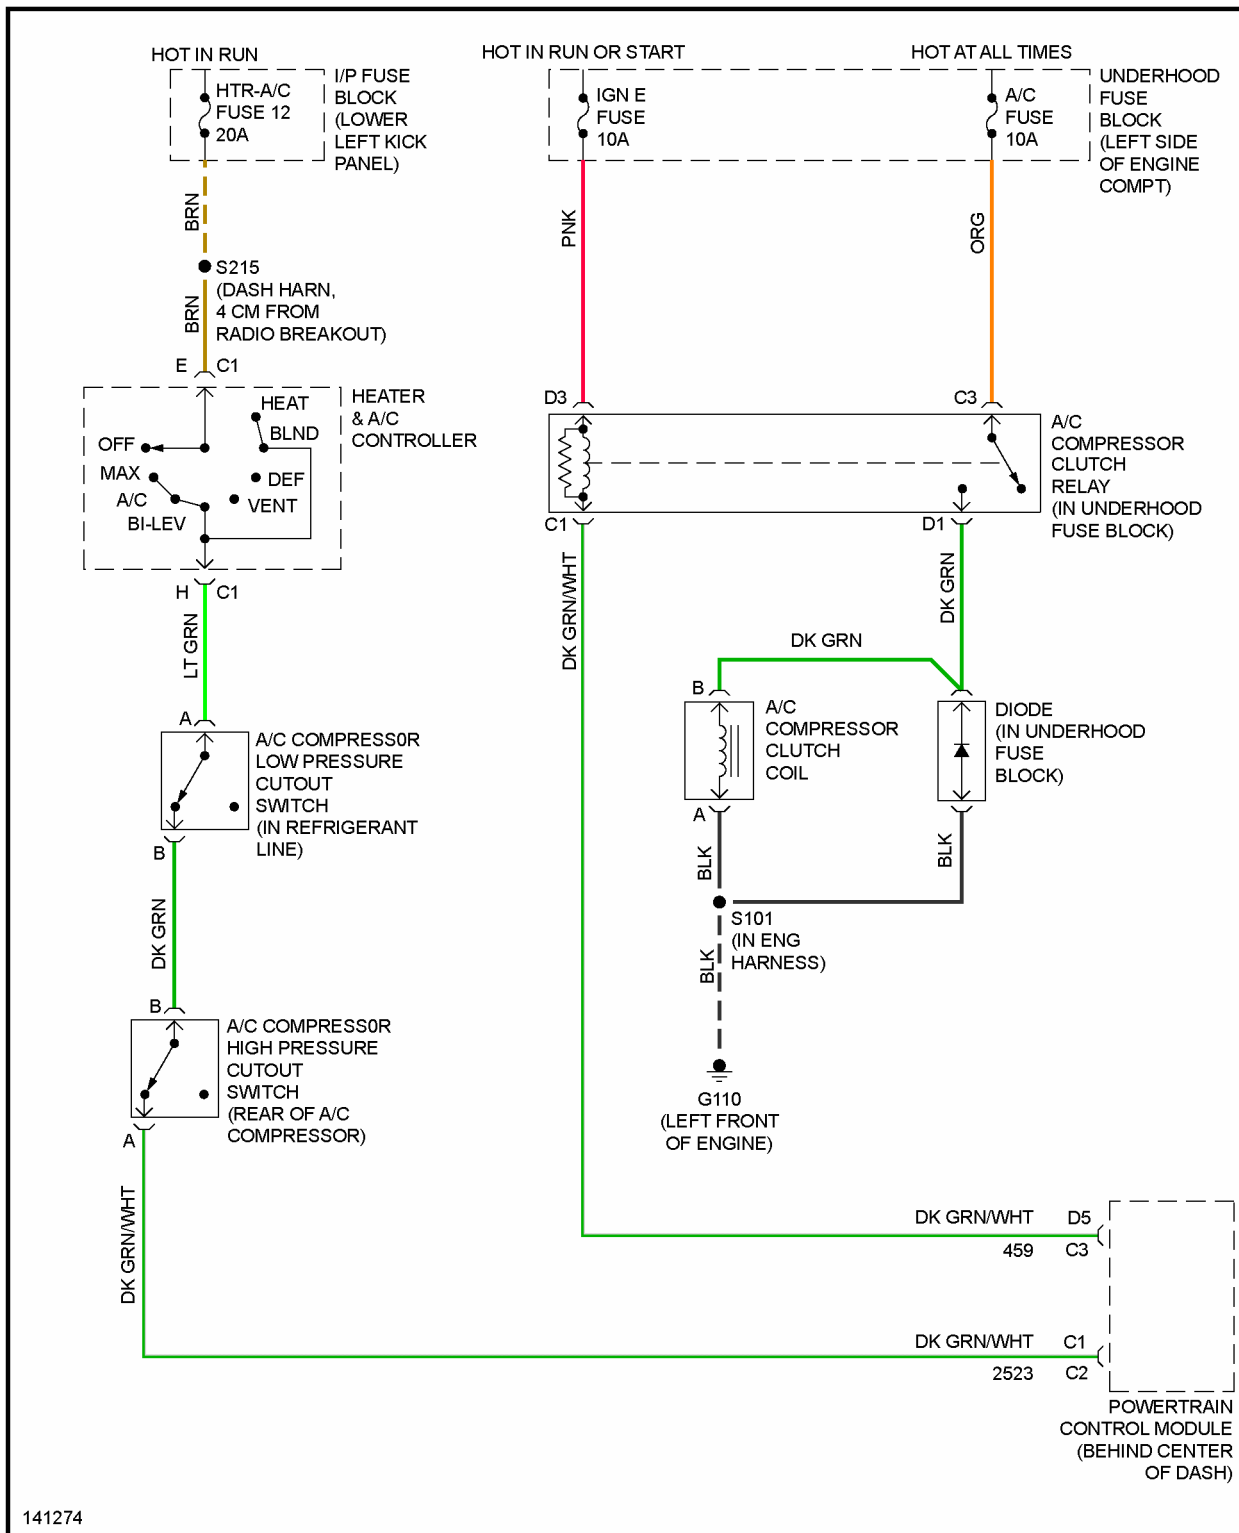 HOT IN RUN
HTR-A/C
FUSE 12
20A
I/P FUSE
BLOCK
(LOWER
LEFT KICK
PANEL)
BRN
S215
(DASH HARN,
4 CM FROM
RADIO BREAKOUT)
BRN
E C1
HEATER
& A/C
CONTROLLER
HEAT
BLND
OFF
MAX
DEF
A/C
VENT
BI-LEV
H C1
LT GRN
A
A/C COMPRESS0R
LOW PRESSURE
CUTOUT
SWITCH
(IN REFRIGERANT
LINE)
B
DK GRN
B
A/C COMPRESS0R
HIGH PRESSURE
CUTOUT
SWITCH
(REAR OF A/C
COMPRESSOR)
A
DK GRN/WHT
HOT IN RUN OR START
IGN E
FUSE
10A
HOT AT ALL TIMES
A/C
FUSE
10A
UNDERHOOD
FUSE
BLOCK
(LEFT SIDE
OF ENGINE
COMPT)
PNK
ORG
D3
C3
A/C
COMPRESSOR
CLUTCH
RELAY
(IN UNDERHOOD
FUSE BLOCK)
C1
D1
DK GRN/WHT
DK GRN
DK GRN
B
A/C
COMPRESSOR
CLUTCH
COIL
A
DIODE
(IN UNDERHOOD
FUSE
BLOCK)
BLK
BLK
S101
(IN ENG
HARNESS)
BLK
G110
(LEFT FRONT
OF ENGINE)
DK GRN/WHT D5
459 C3
DK GRN/WHT C1
2523 C2
POWERTRAIN
CONTROL MODULE
(BEHIND CENTER
OF DASH)
141274